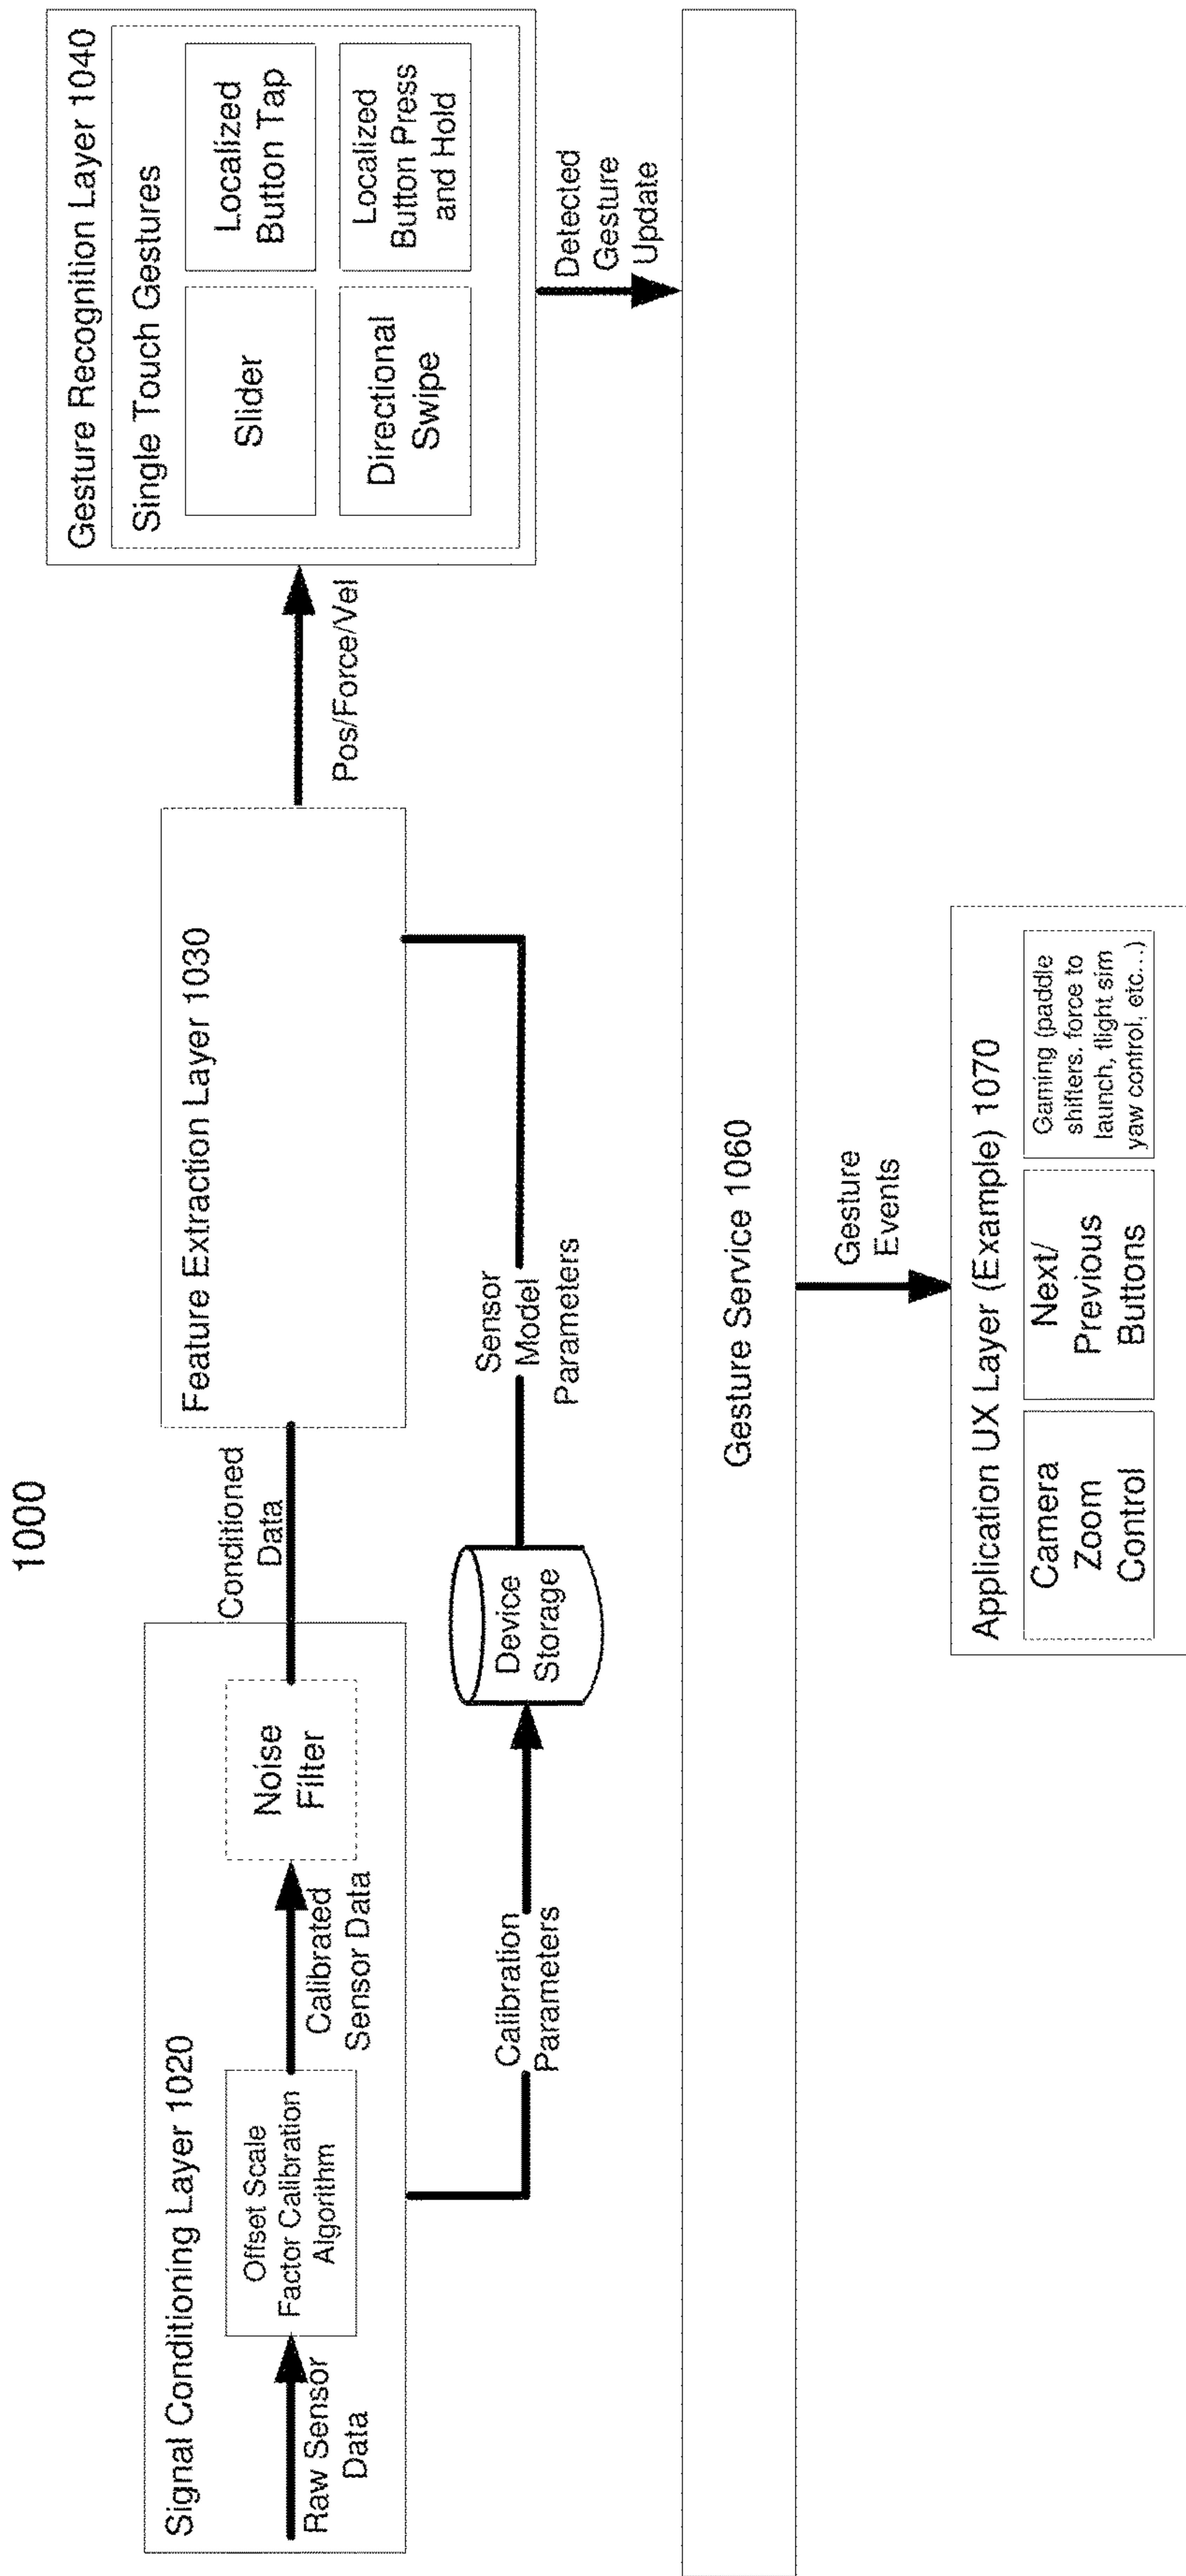 1000
Signal Conditioning Layer 1020
Raw Sensor
Data
Offset Scale
Factor Calibration
Algorithm
Calibrated
Sensor Data
Noise
Filter
Conditioned
Data
Feature Extraction Layer 1030
Calibration
Parameters
Device
Storage
Sensor
Model
Parameters
Pos/Force/Vel
Gesture Recognition Layer 1040
Single Touch Gestures
Slider
Localized
Button Tap
Directional
Swipe
Localized
Button Press
and Hold
Detected
Gesture
Update
Gesture Service 1060
Gesture
Events
Application UX Layer (Example) 1070
Camera
Zoom
Control
Next/
Previous
Buttons
Gaming (paddle
shifters. force to
launch, flight sim
yaw control, etc...)